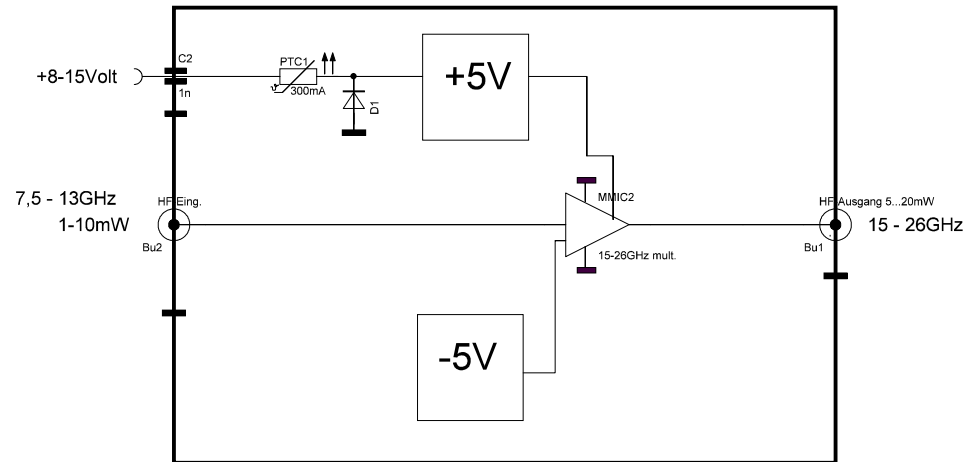 C2
+8-15Volt
1n
PTC1
300mA
D1
+5V
7,5 - 13GHz
1-10mW
HF Eing.
Bu2
MMIC2
15-26GHz mult.
HF Ausgang 5...20mW
15 - 26GHz
Bu1
-5V